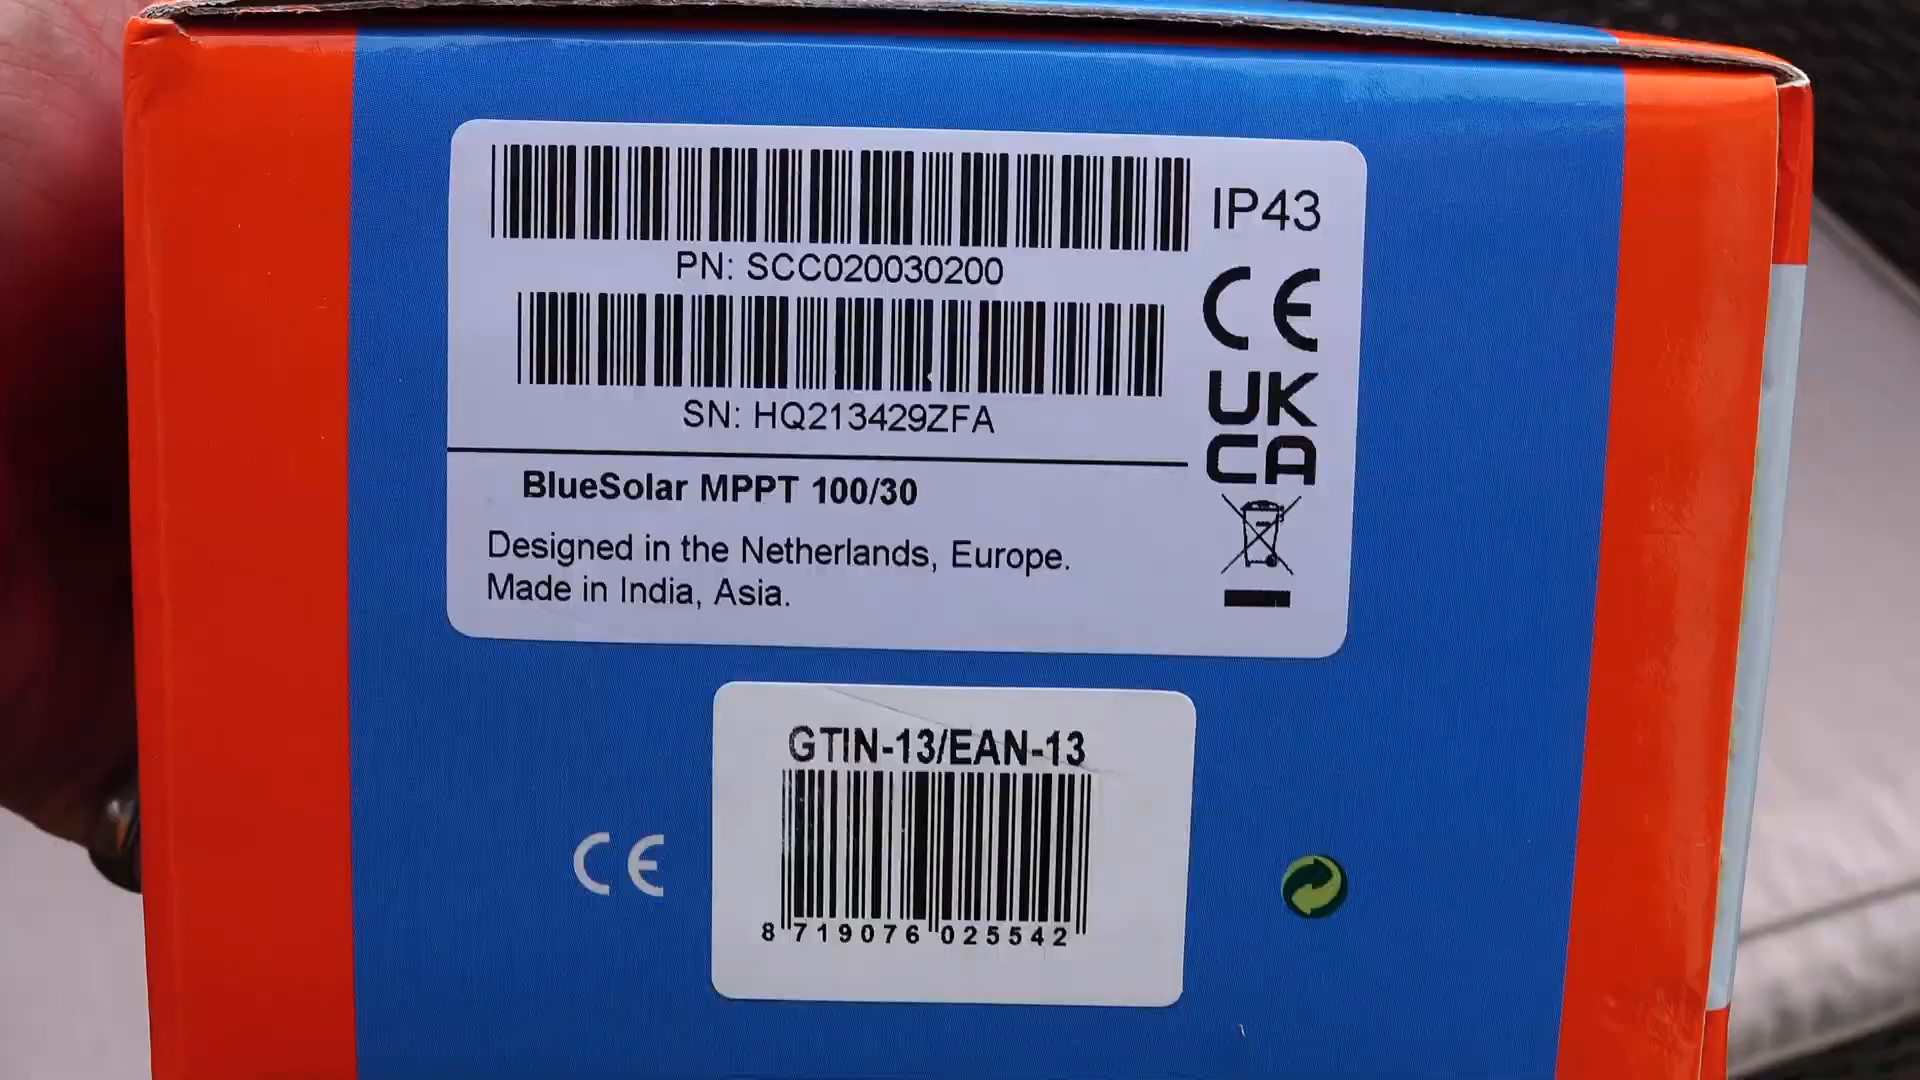 IP43
PN: SCC020030200
CE
SN: HQ213429ZFA
UK
CA
BlueSolar MPPT 100/30
Designed in the Netherlands, Europe.
Made in India, Asia.
GTIN-13/EAN-13
CE
8 719076 025542